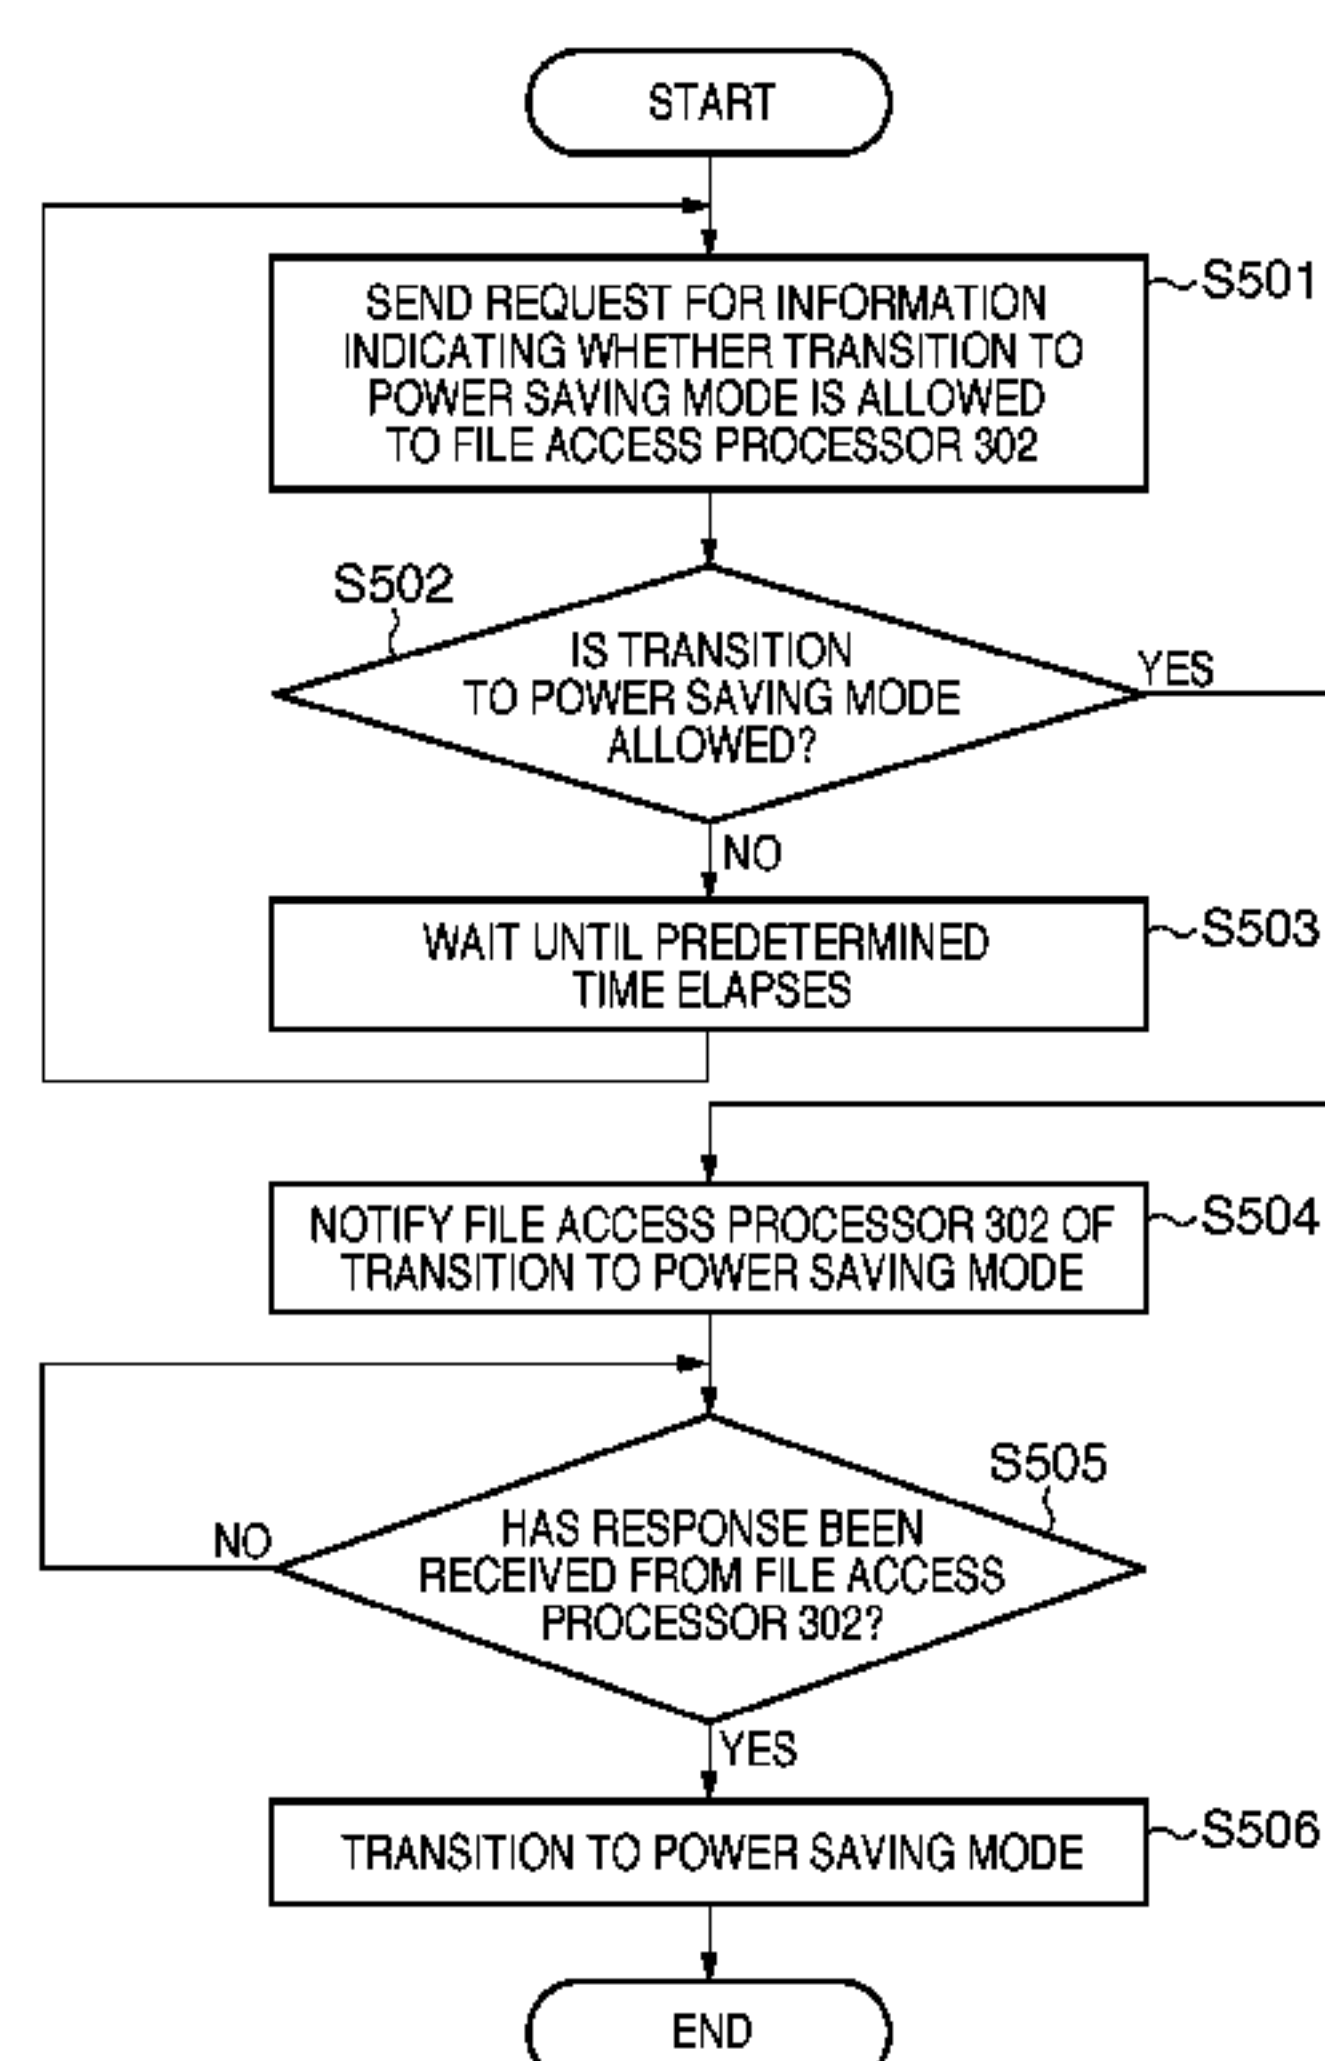 START
S501
SEND REQUEST FOR INFORMATION
INDICATING WHETHER TRANSITION TO
POWER SAVING MODE IS ALLOWED
TO FILE ACCESS PROCESSOR 302
S502
IS TRANSITION
TO POWER SAVING MODE
ALLOWED?
YES
NO
S503
WAIT UNTIL PREDETERMINED
TIME ELAPSES
S504
NOTIFY FILE ACCESS PROCESSOR 302 OF
TRANSITION TO POWER SAVING MODE
S505
HAS RESPONSE BEEN
RECEIVED FROM FILE ACCESS
PROCESSOR 302?
NO
YES
S506
TRANSITION TO POWER SAVING MODE
END